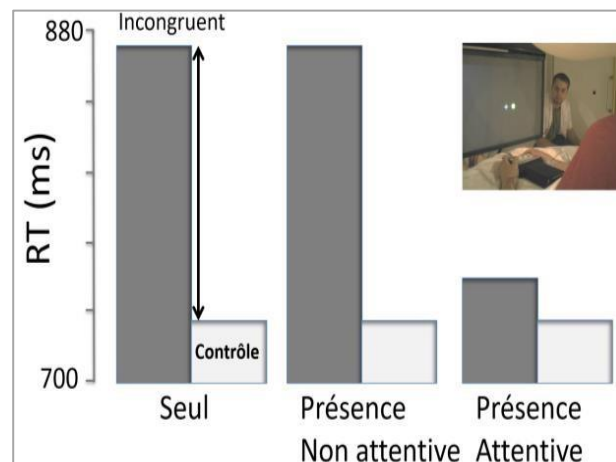 880
Incongruent
RT (ms)
Contrôle
700
Seul
Présence
Non attentive
Présence
Attentive